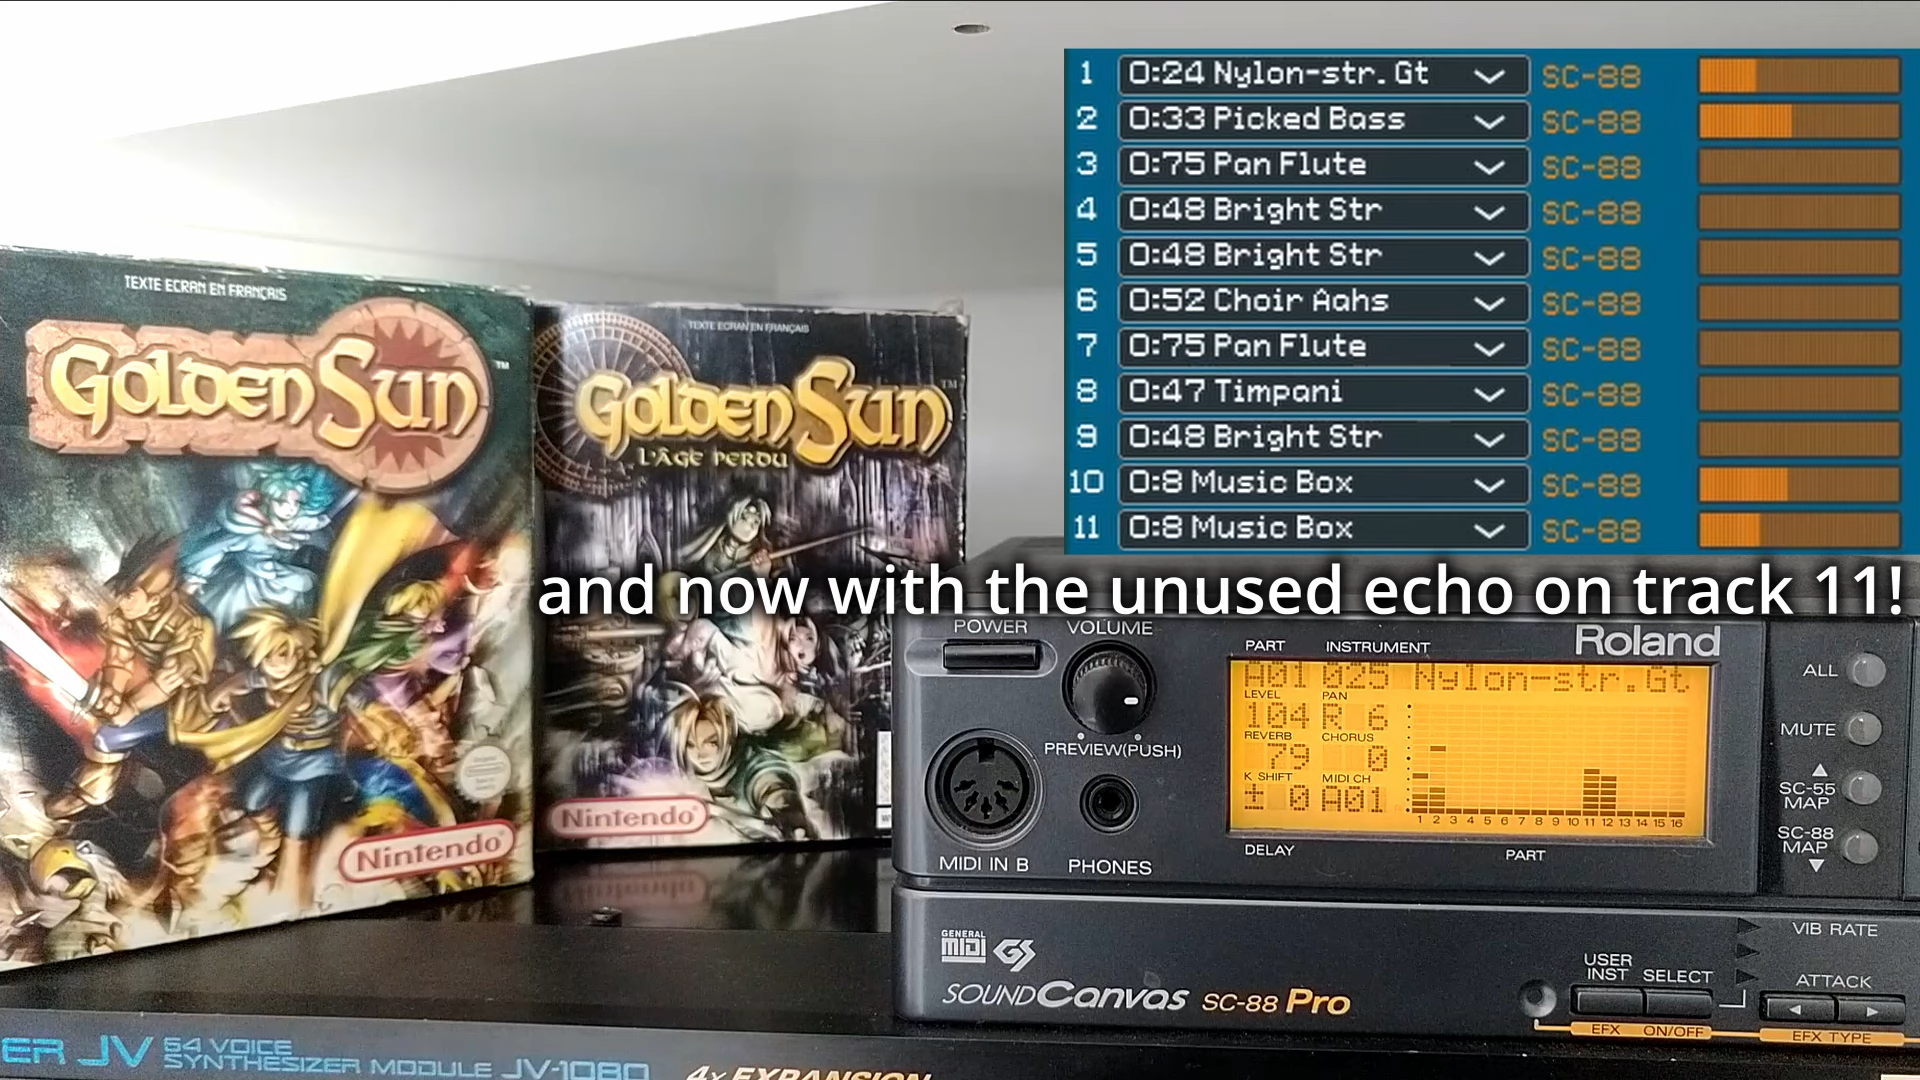 1 0:24 Nylon-str.Gt SC-88
2 0:33 Picked Bass SC-88
3 0:75 Pan Flute SC-88
4 0:48 Bright Str SC-88
5 0:48 Bright Str SC-88
6 0:52 Choir Aahs SC-88
7 0:75 Pan Flute SC-88
8 0:47 Timpani SC-88
9 0:48 Bright Str SC-88
10 0:8 Music Box SC-88
11 0:8 Music Box SC-88
and now with the unused echo on track 11!
TEXTE ECRAN EN FRANÇAIS
GOLDEN SUN™
Nintendo
TEXTE ECRAN EN FRANÇAIS
GOLDEN SUN™
L'ÂGE PERDU
Nintendo
POWER VOLUME
PREVIEW(PUSH)
MIDI IN B PHONES
Roland
PART INSTRUMENT
A01 025 Nylon-str.Gt
LEVEL PAN
104 R 6
REVERB CHORUS
79 0
K SHIFT MIDI CH
± 0 A01
1 2 3 4 5 6 7 8 9 10 11 12 13 14 15 16
DELAY PART
ALL
MUTE
SC-55
MAP
SC-88
MAP
GENERAL
MIDI GS
SOUND Canvas SC-88 Pro
VIB RATE
USER
INST SELECT
ATTACK
EFX ON/OFF EFX TYPE
ER JV 64 VOICE
SYNTHESIZER MODULE JV-1080
4x EXPANSION